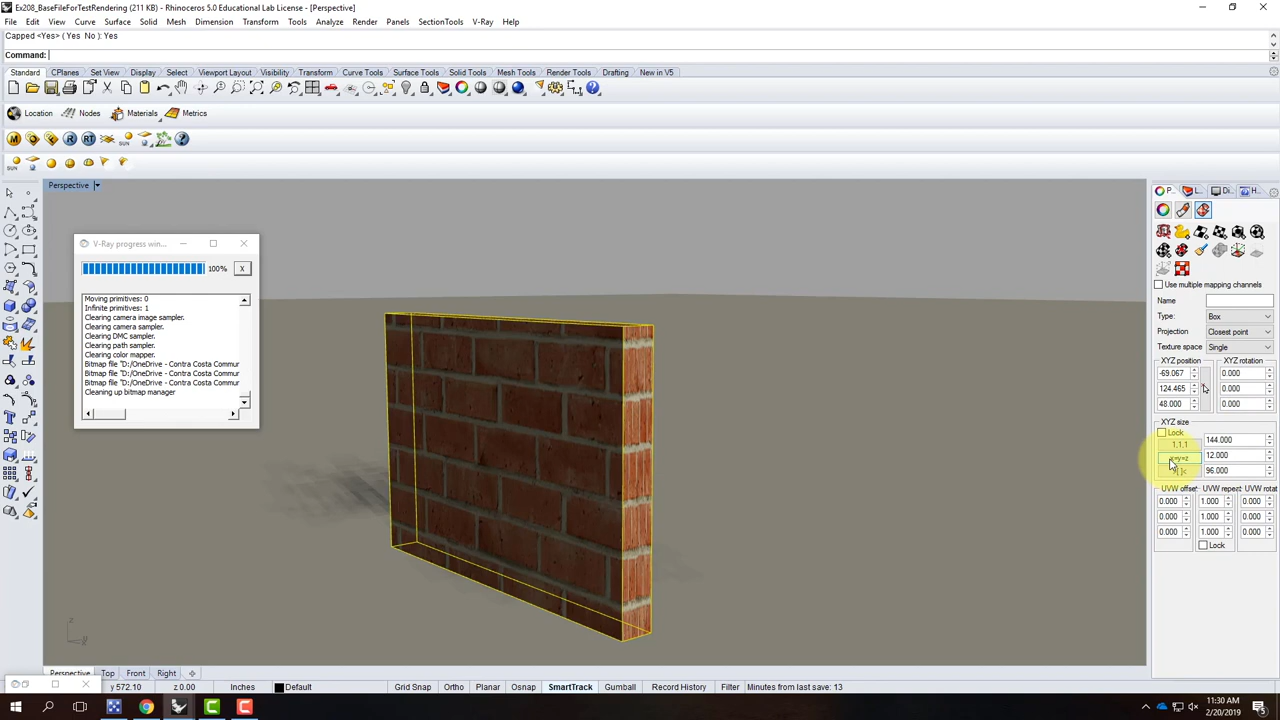 Ex208_BaseFileForTestRendering (211 KB) - Rhinoceros 5.0 Educational Lab License - [Perspective]
File Edit View Curve Surface Solid Mesh Dimension Transform Tools Analyze Render Panels SectionTools V-Ray Help
Capped <Yes> ( Yes No ): Yes
Command:
Standard CPlanes Set View Display Select Viewport Layout Visibility Transform Curve Tools Surface Tools Solid Tools Mesh Tools Render Tools Drafting New in V5
Location Nodes Materials Metrics
Perspective
P... L... Di... H...
V-Ray progress win...
100% X
Moving primitives: 0
Infinite primitives: 1
Clearing camera image sampler.
Clearing camera sampler.
Clearing DMC sampler.
Clearing path sampler.
Clearing color mapper.
Bitmap file "D:/OneDrive - Contra Costa Commur
Bitmap file "D:/OneDrive - Contra Costa Commur
Bitmap file "D:/OneDrive - Contra Costa Commur
Cleaning up bitmap manager
Use multiple mapping channels
Name
Type: Box
Projection Closest point
Texture space Single
XYZ position XYZ rotation
-69.067 0.000
124.465 0.000
48.000 0.000
XYZ size
Lock
1,1,1 144.000
x=y=z 12.000
96.000
UVW offset UVW repeat UVW rotat
0.000 1.000 0.000
0.000 1.000 0.000
0.000 1.000 0.000
Lock
Perspective Top Front Right
y 572.10 z 0.00 Inches Default Grid Snap Ortho Planar Osnap SmartTrack Gumball Record History Filter Minutes from last save: 13
11:30 AM
2/20/2019